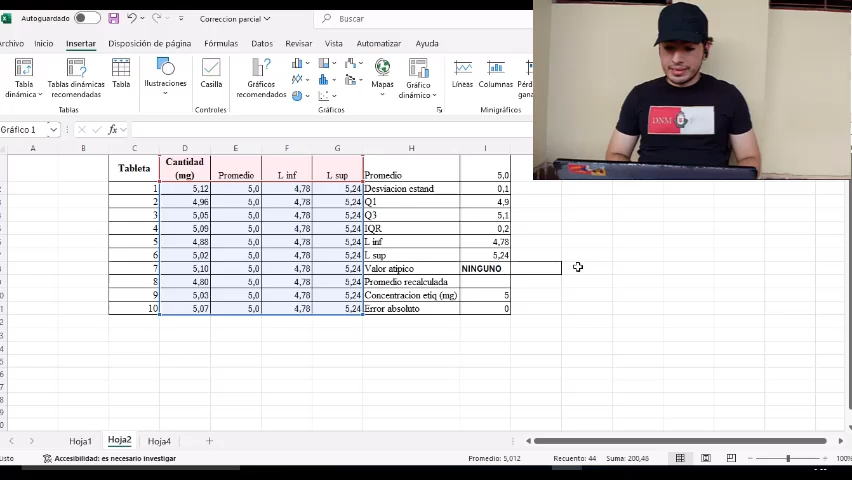 Autoguardado
Correccion parcial
Buscar
Archivo Inicio Insertar Disposición de página Fórmulas Datos Revisar Vista Automatizar Ayuda
Tabla dinámica
Tablas dinámicas recomendadas
Tabla
Ilustraciones
Casilla
Gráficos recomendados
Mapas
Gráfico dinámico
Línea Columnas
Tablas Controles Gráficos Minigráficos
Gráfico 1 fx
A B C D E F G H I J K L M N O
Tableta Cantidad (mg) Promedio L inf L sup Promedio 5,0
1 5,12 5,0 4,78 5,24 Desviacion estand 0,1
2 4,96 5,0 4,78 5,24 Q1 4,9
3 5,05 5,0 4,78 5,24 Q3 5,1
4 5,09 5,0 4,78 5,24 IQR 0,2
5 4,88 5,0 4,78 5,24 L inf 4,78
6 5,02 5,0 4,78 5,24 L sup 5,24
7 5,10 5,0 4,78 5,24 Valor atipico NINGUNO
8 4,80 5,0 4,78 5,24 Promedio recalculada
9 5,03 5,0 4,78 5,24 Concentracion etiq (mg) 5
10 5,07 5,0 4,78 5,24 Error absoluto 0
Hoja1 Hoja2 Hoja4
Listo Accesibilidad: es necesario investigar Promedio: 5,012 Recuento: 44 Suma: 200,48 100%
DNM